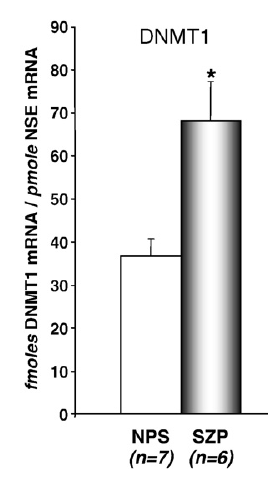 DNMT1
fmoles DNMT1 mRNA / pmole NSE mRNA
90
80
70
60
50
40
30
20
10
0
*
NPS SZP
(n=7) (n=6)